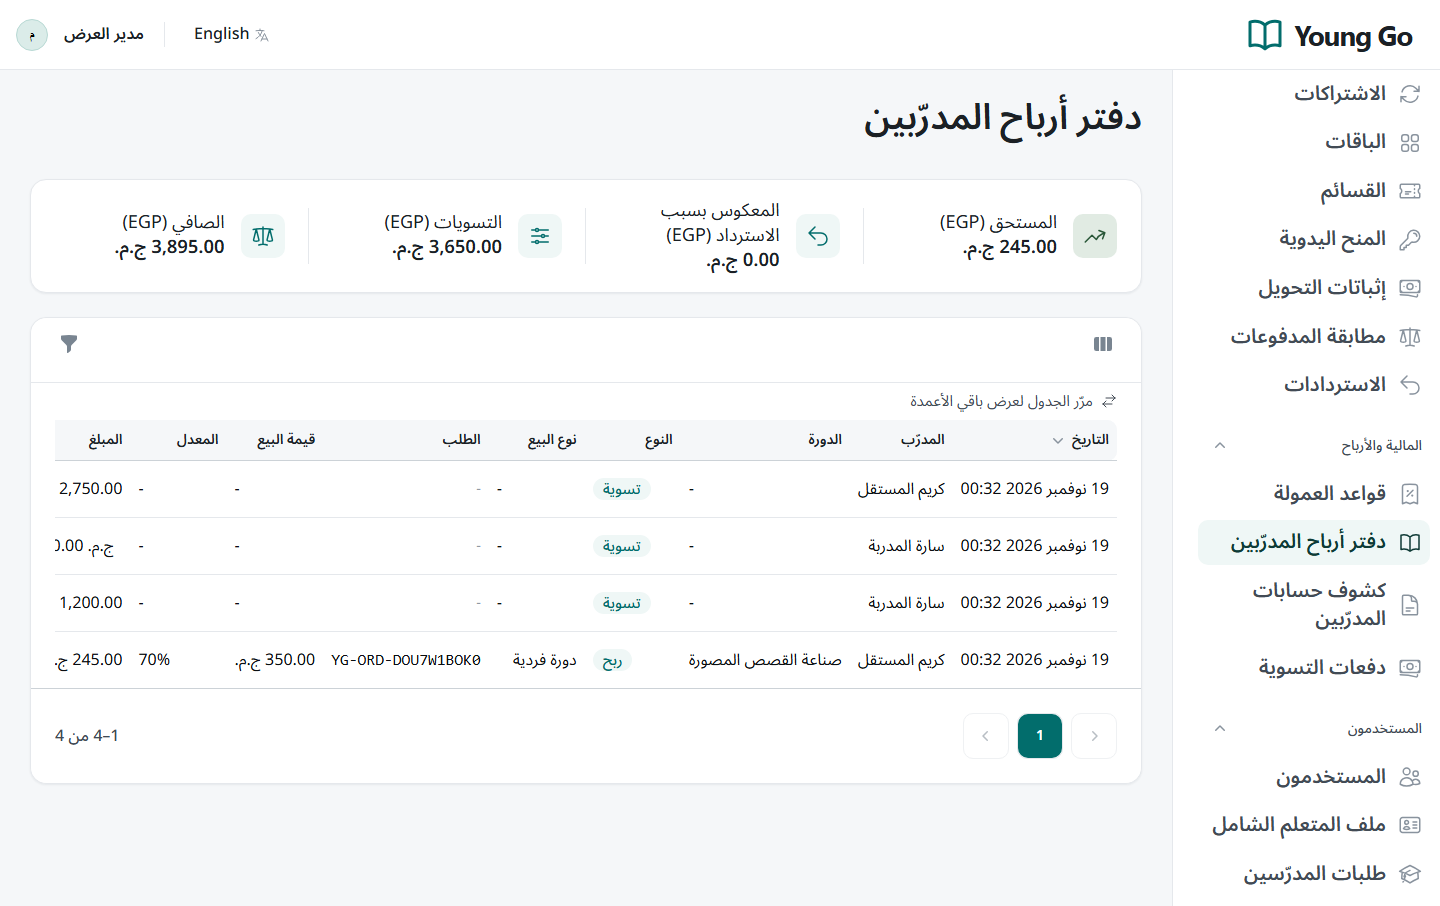 Young Go
English
مدير العرض
م
الاشتراكات
الباقات
القسائم
المنح اليدوية
إثباتات التحويل
مطابقة المدفوعات
الاستردادات
المالية والأرباح
قواعد العمولة
دفتر أرباح المدرّبين
كشوف حسابات
المدرّبين
دفعات التسوية
المستخدمون
المستخدمون
ملف المتعلم الشامل
طلبات المدرّسين
دفتر أرباح المدرّبين
المستحق (EGP)
245.00 ج.م.
المعكوس بسبب
الاسترداد (EGP)
0.00 ج.م.
التسويات (EGP)
3,650.00 ج.م.
الصافي (EGP)
3,895.00 ج.م.
مرّر الجدول لعرض باقي الأعمدة
التاريخ المدرّب الدورة النوع نوع البيع الطلب قيمة البيع المعدل المبلغ
19 نوفمبر 2026 00:32 كريم المستقل - تسوية - - - - 2,750.00
19 نوفمبر 2026 00:32 سارة المدربة - تسوية - - - - ج.م.
19 نوفمبر 2026 00:32 سارة المدربة - تسوية - - - - 1,200.00
19 نوفمبر 2026 00:32 كريم المستقل صناعة القصص المصورة ربح دورة فردية YG-ORD-DOU7W1BOK0 350.00 ج.م. 70% 245.00
1
1–4 من 4